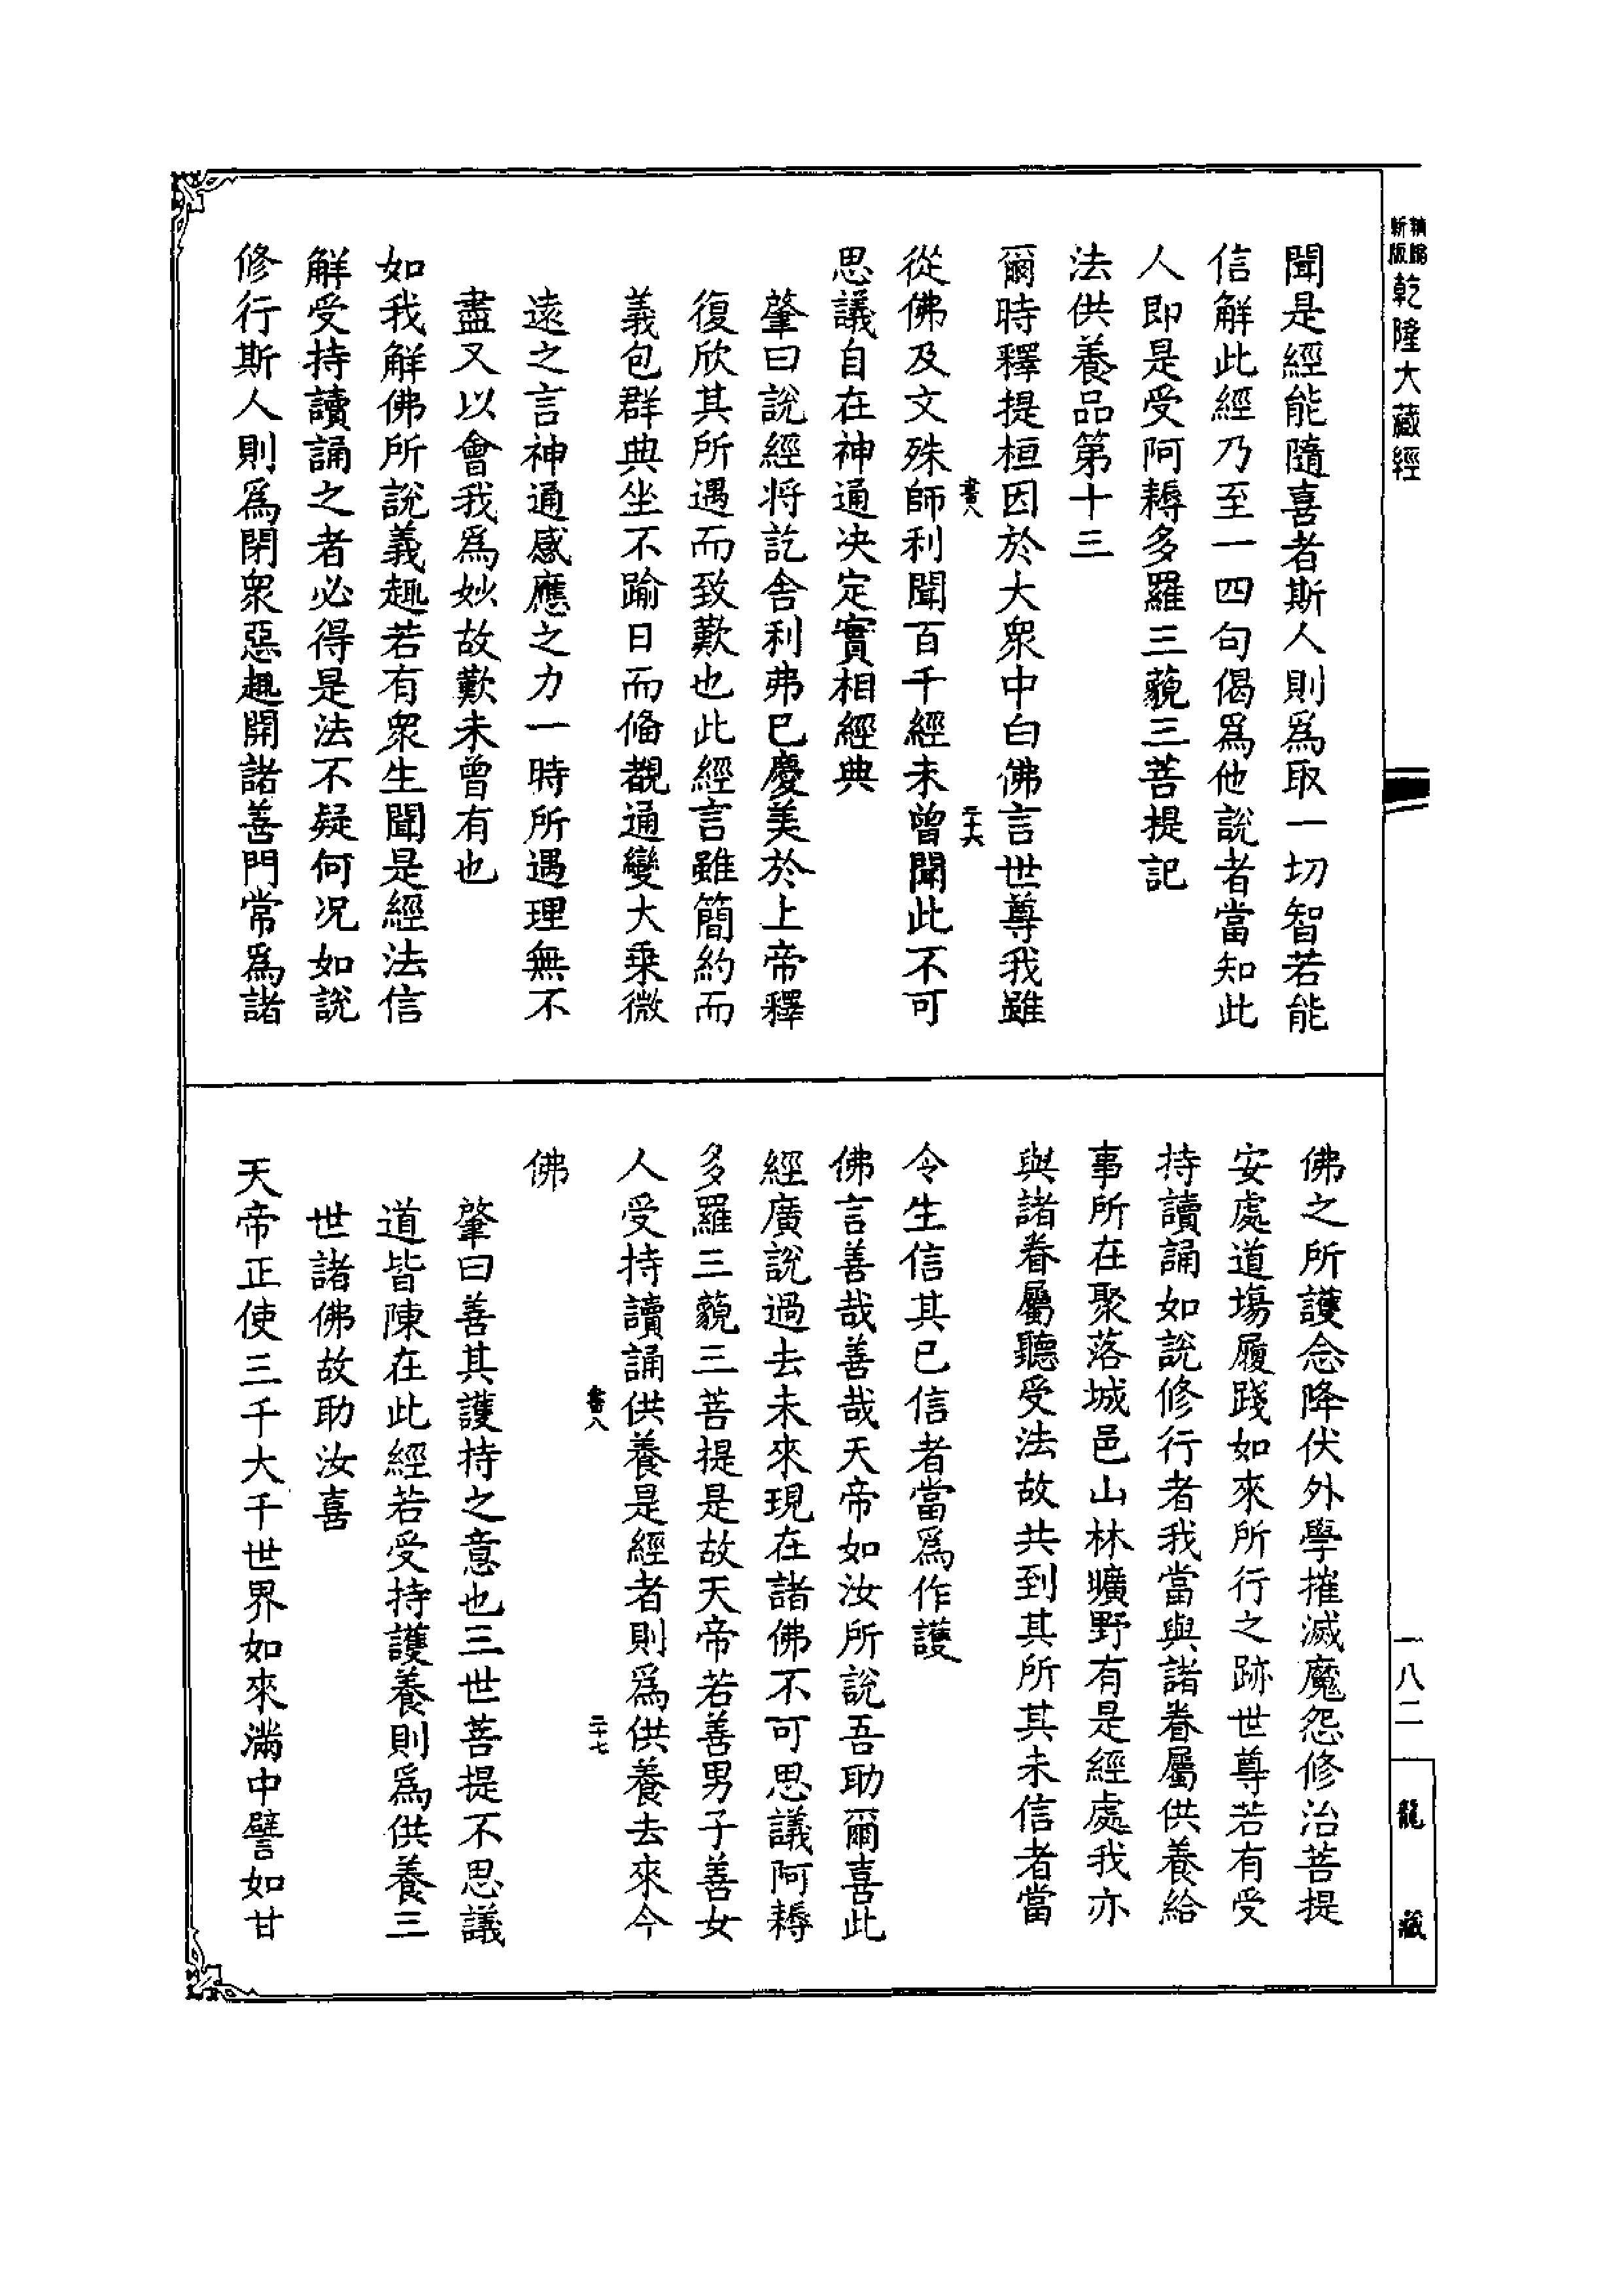 乾隆大藏經
聞是經能隨喜者斯人則爲取一切智若能
信解此經乃至一四句偈爲他說者當知此
人即是受阿耨多羅三藐三菩提記
法供養品第十三
爾時釋提桓因於大衆中白佛言世尊我雖
書八
二十六
從佛及文殊師利聞百千經未曾聞此不可
思議自在神通決定實相經典
肇曰說經將訖舍利弗已慶美於上帝釋
復欣其所遇而致歎也此經言雖簡約而
義包群典坐不踰日而備覩通變大乗微
遠之言神通感應之力一時所遇理無不
盡又以會我爲妙故歎未曾有也
如我解佛所說義趣若有衆生聞是經法信
解受持讀誦之者必得是法不疑何况如說
修行斯人則爲閉衆惡趣開諸善門常爲諸
佛之所護念降伏外學摧滅魔怨修治菩提
安處道塲履踐如來所行之跡世尊若有受
持讀誦如說修行者我當與諸眷屬供養給
事所在聚落城邑山林曠野有是經處我亦
與諸眷屬聽受法故共到其所其未信者當
令生信其已信者當爲作護
佛言善哉善哉天帝如汝所說吾助爾喜此
經廣說過去未來現在諸佛不可思議阿耨
多羅三藐三菩提是故天帝若善男子善女
人受持讀誦供養是經者則爲供養去來今
書八
二十七
佛
肇曰善其護持之意也三世菩提不思議
道皆陳在此經若受持護養則爲供養三
世諸佛故助汝喜
天帝正使三千大千世界如來滿中譬如甘
一八二
龍藏